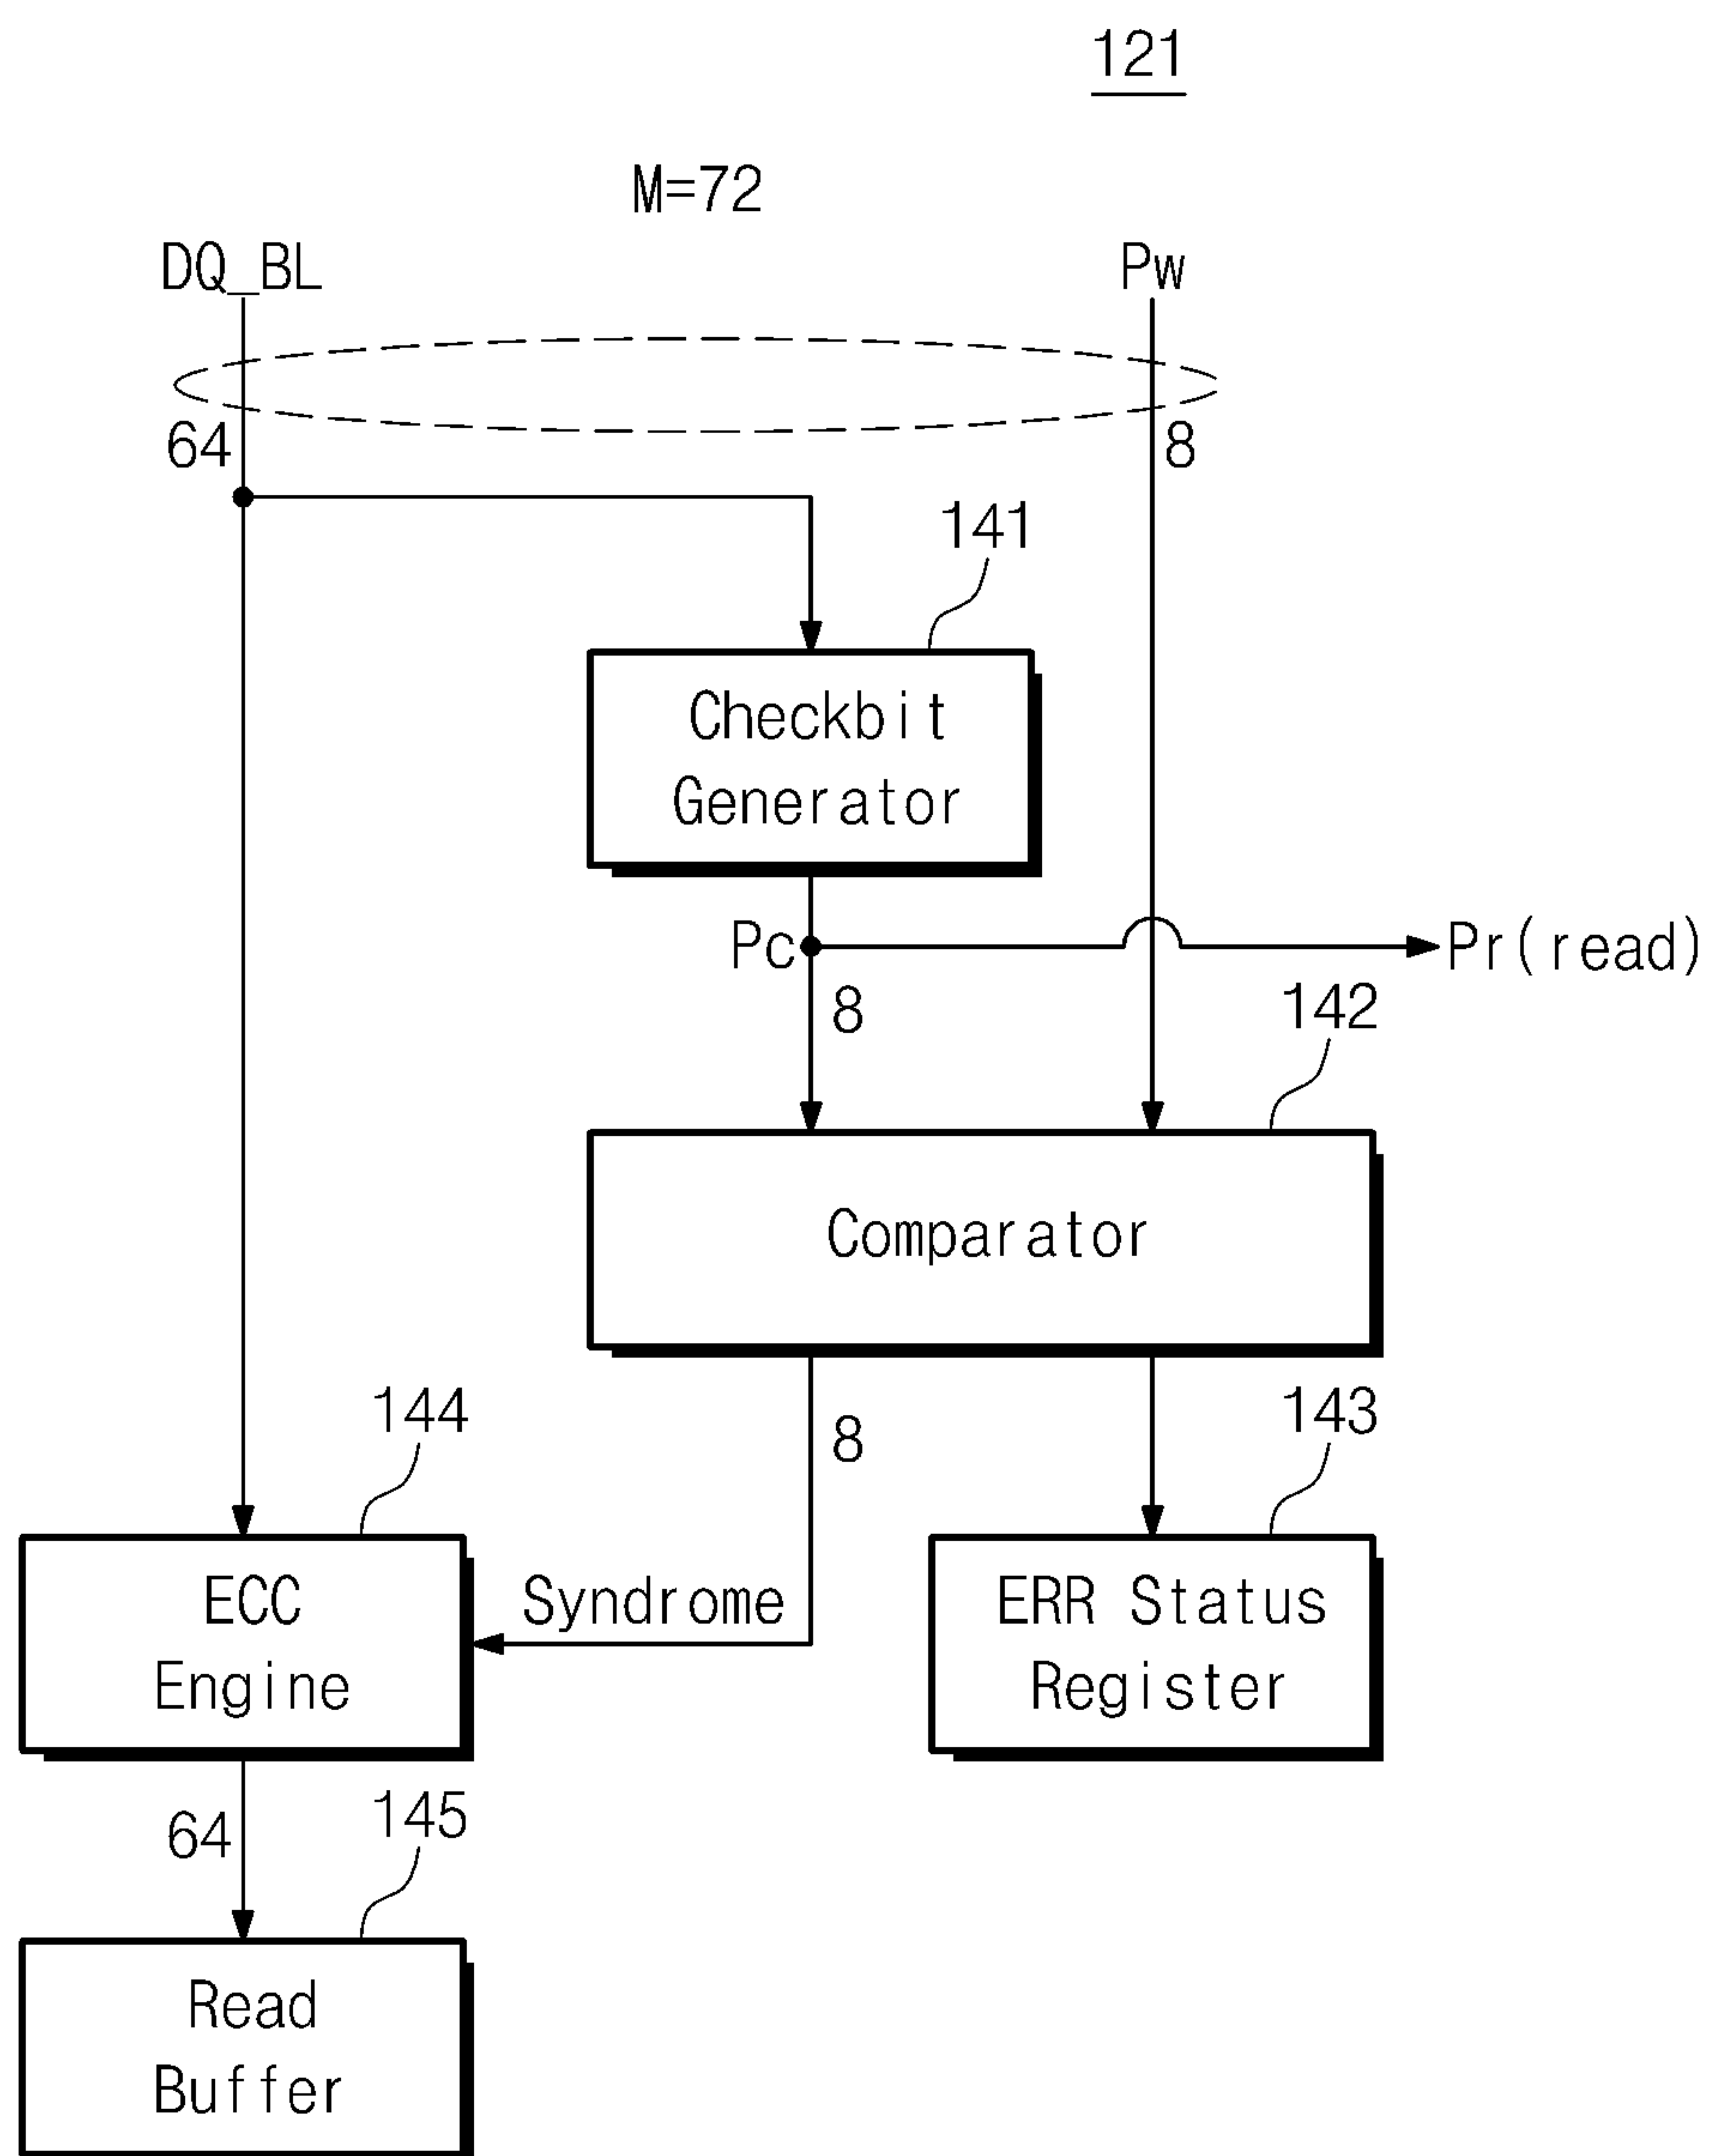 121
M=72
DQ_BL
Pw
64
8
141
Checkbit
Generator
Pc
Pr(read)
8
142
Comparator
144
8
143
ECC
Engine
Syndrome
ERR Status
Register
64
145
Read
Buffer